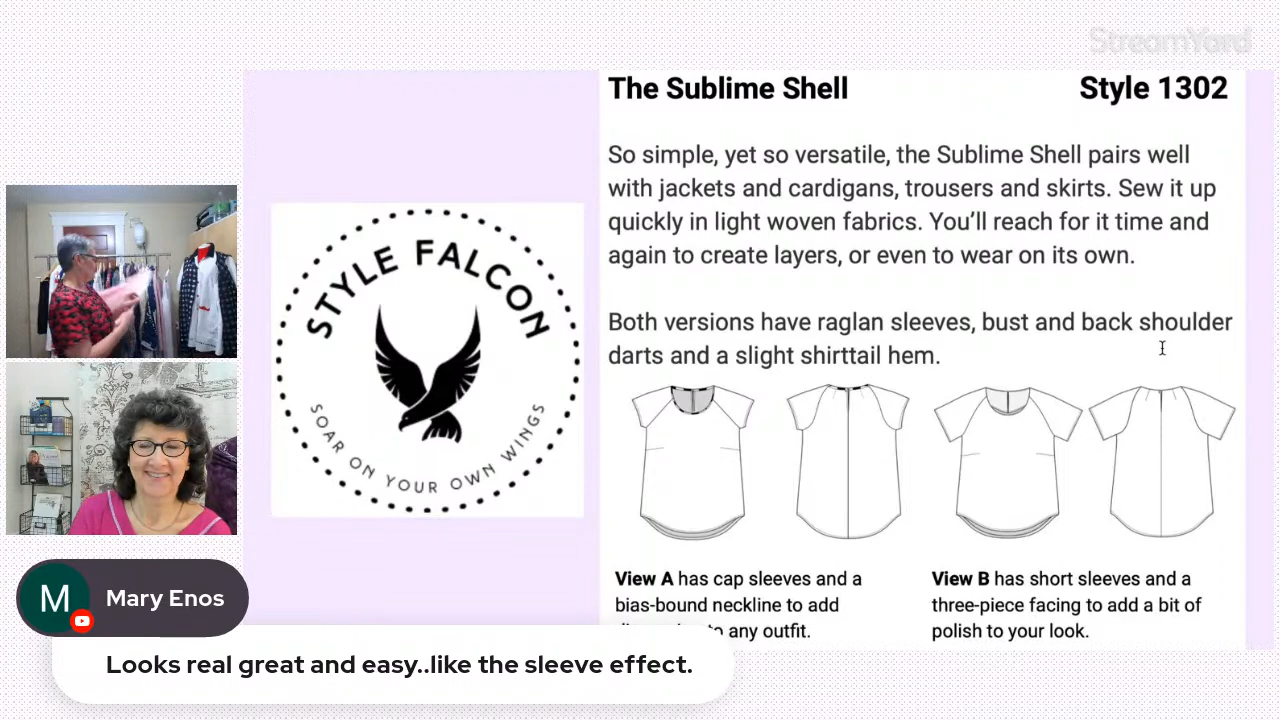 StreamYard
The Sublime Shell
Style 1302
So simple, yet so versatile, the Sublime Shell pairs well
with jackets and cardigans, trousers and skirts. Sew it up
quickly in light woven fabrics. You’ll reach for it time and
again to create layers, or even to wear on its own.
Both versions have raglan sleeves, bust and back shoulder
darts and a slight shirttail hem.
STYLE FALCON
SOAR ON YOUR OWN WINGS
View A has cap sleeves and a
bias-bound neckline to add
any outfit.
View B has short sleeves and a
three-piece facing to add a bit of
polish to your look.
M
Mary Enos
Looks real great and easy..like the sleeve effect.